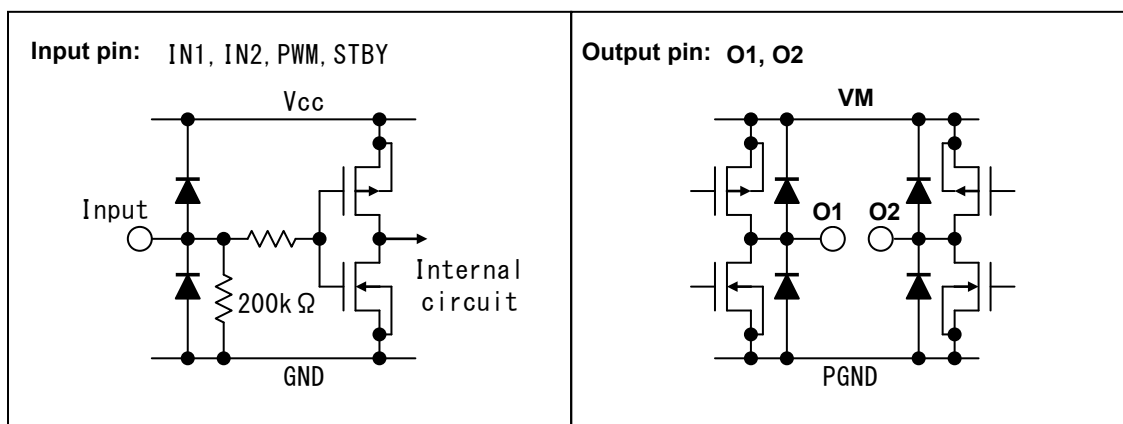 Input pin: IN1, IN2, PWM, STBY
Vcc
Input
200kΩ
Internal
circuit
GND
Output pin: O1, O2
VM
O1 O2
PGND